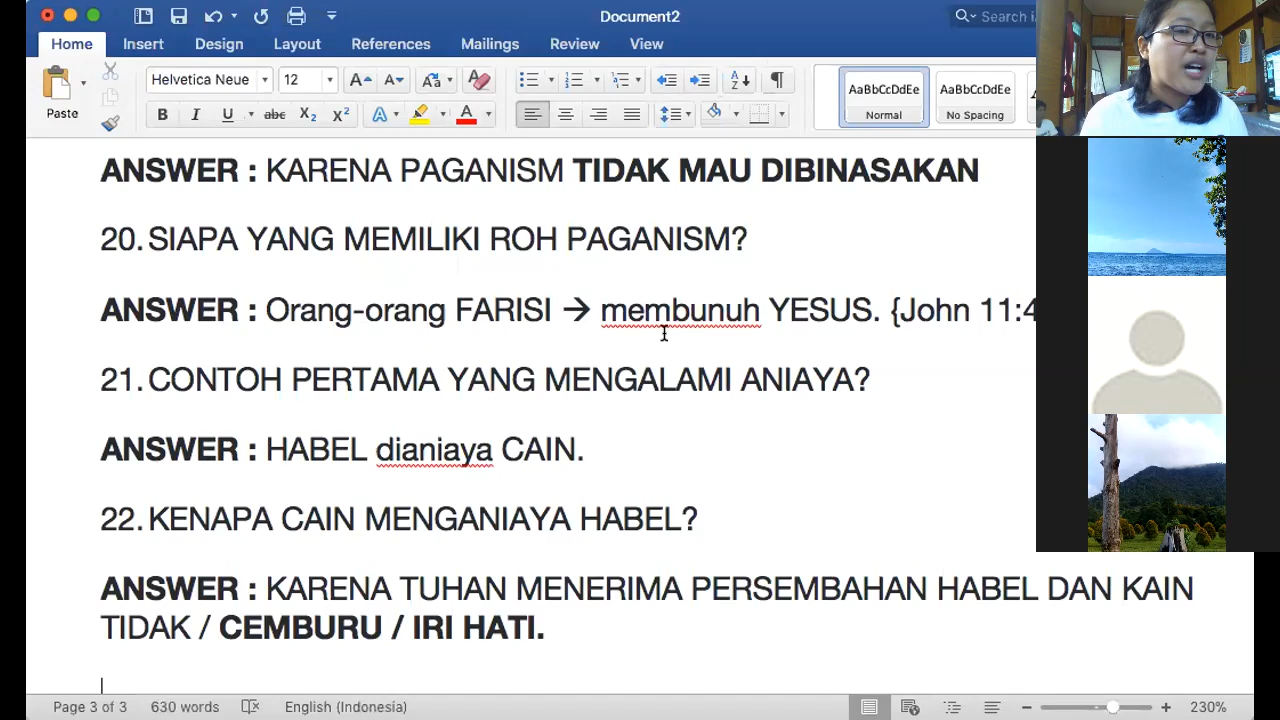 Document2
Search i
Home Insert Design Layout References Mailings Review View
Paste
Helvetica Neue 12
AaBbCcDdEe AaBbCcDdEe
Normal No Spacing
ANSWER : KARENA PAGANISM TIDAK MAU DIBINASAKAN
20. SIAPA YANG MEMILIKI ROH PAGANISM?
ANSWER : Orang-orang FARISI → membunuh YESUS. {John 11:4
21. CONTOH PERTAMA YANG MENGALAMI ANIAYA?
ANSWER : HABEL dianiaya CAIN.
22. KENAPA CAIN MENGANIAYA HABEL?
ANSWER : KARENA TUHAN MENERIMA PERSEMBAHAN HABEL DAN KAIN
TIDAK / CEMBURU / IRI HATI.
Page 3 of 3 630 words English (Indonesia) 230%